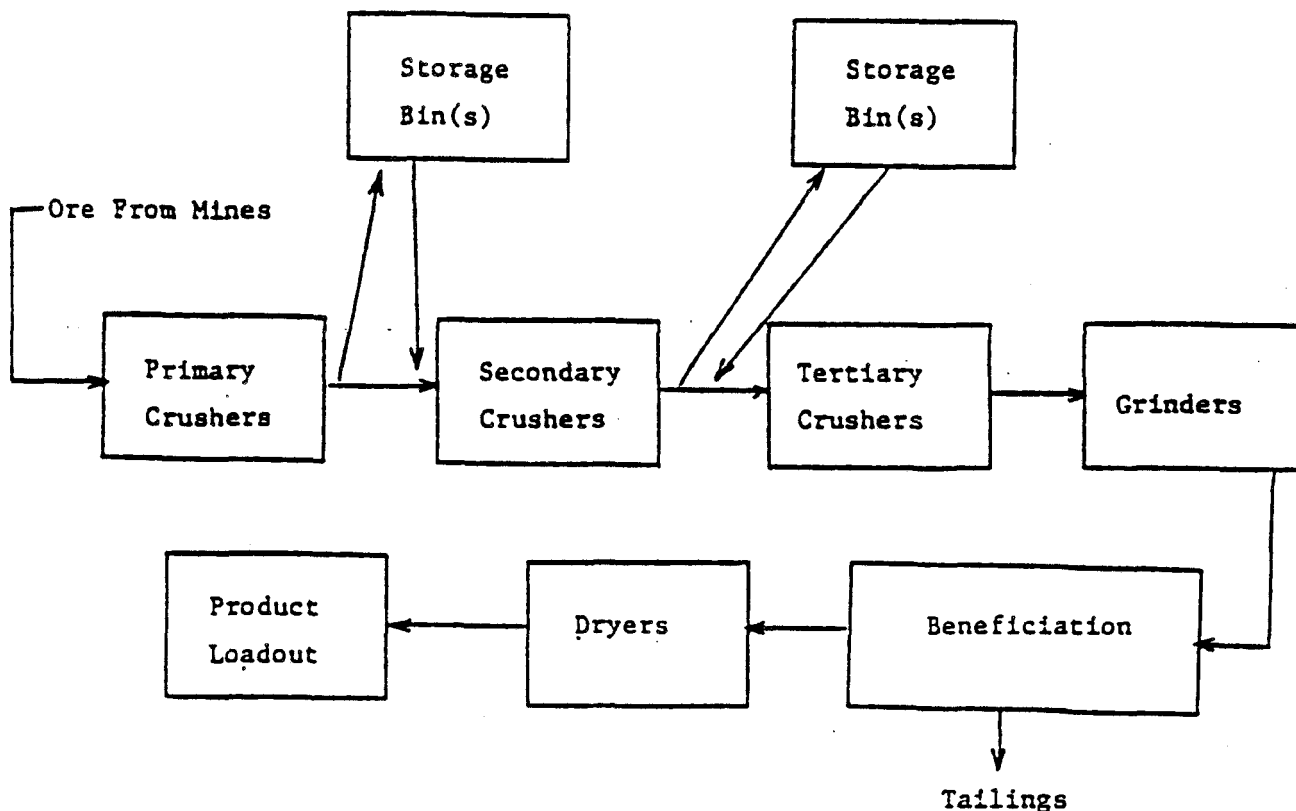 Storage
Bin(s)
Storage
Bin(s)
Ore From Mines
Primary
Crushers
Secondary
Crushers
Tertiary
Crushers
Grinders
Product
Loadout
Dryers
Beneficiation
Tailings